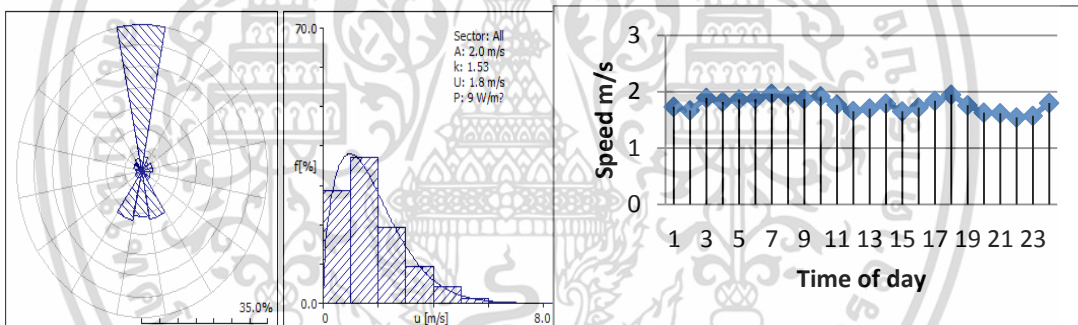 35.0%
70.0
Sector: All
A: 2.0 m/s
k: 1.53
U: 1.8 m/s
P: 9 W/m?
f[%]
0.0
0 u [m/s] 8.0
3
2
1
0
Speed m/s
1 3 5 7 9 11 13 15 17 19 21 23
Time of day